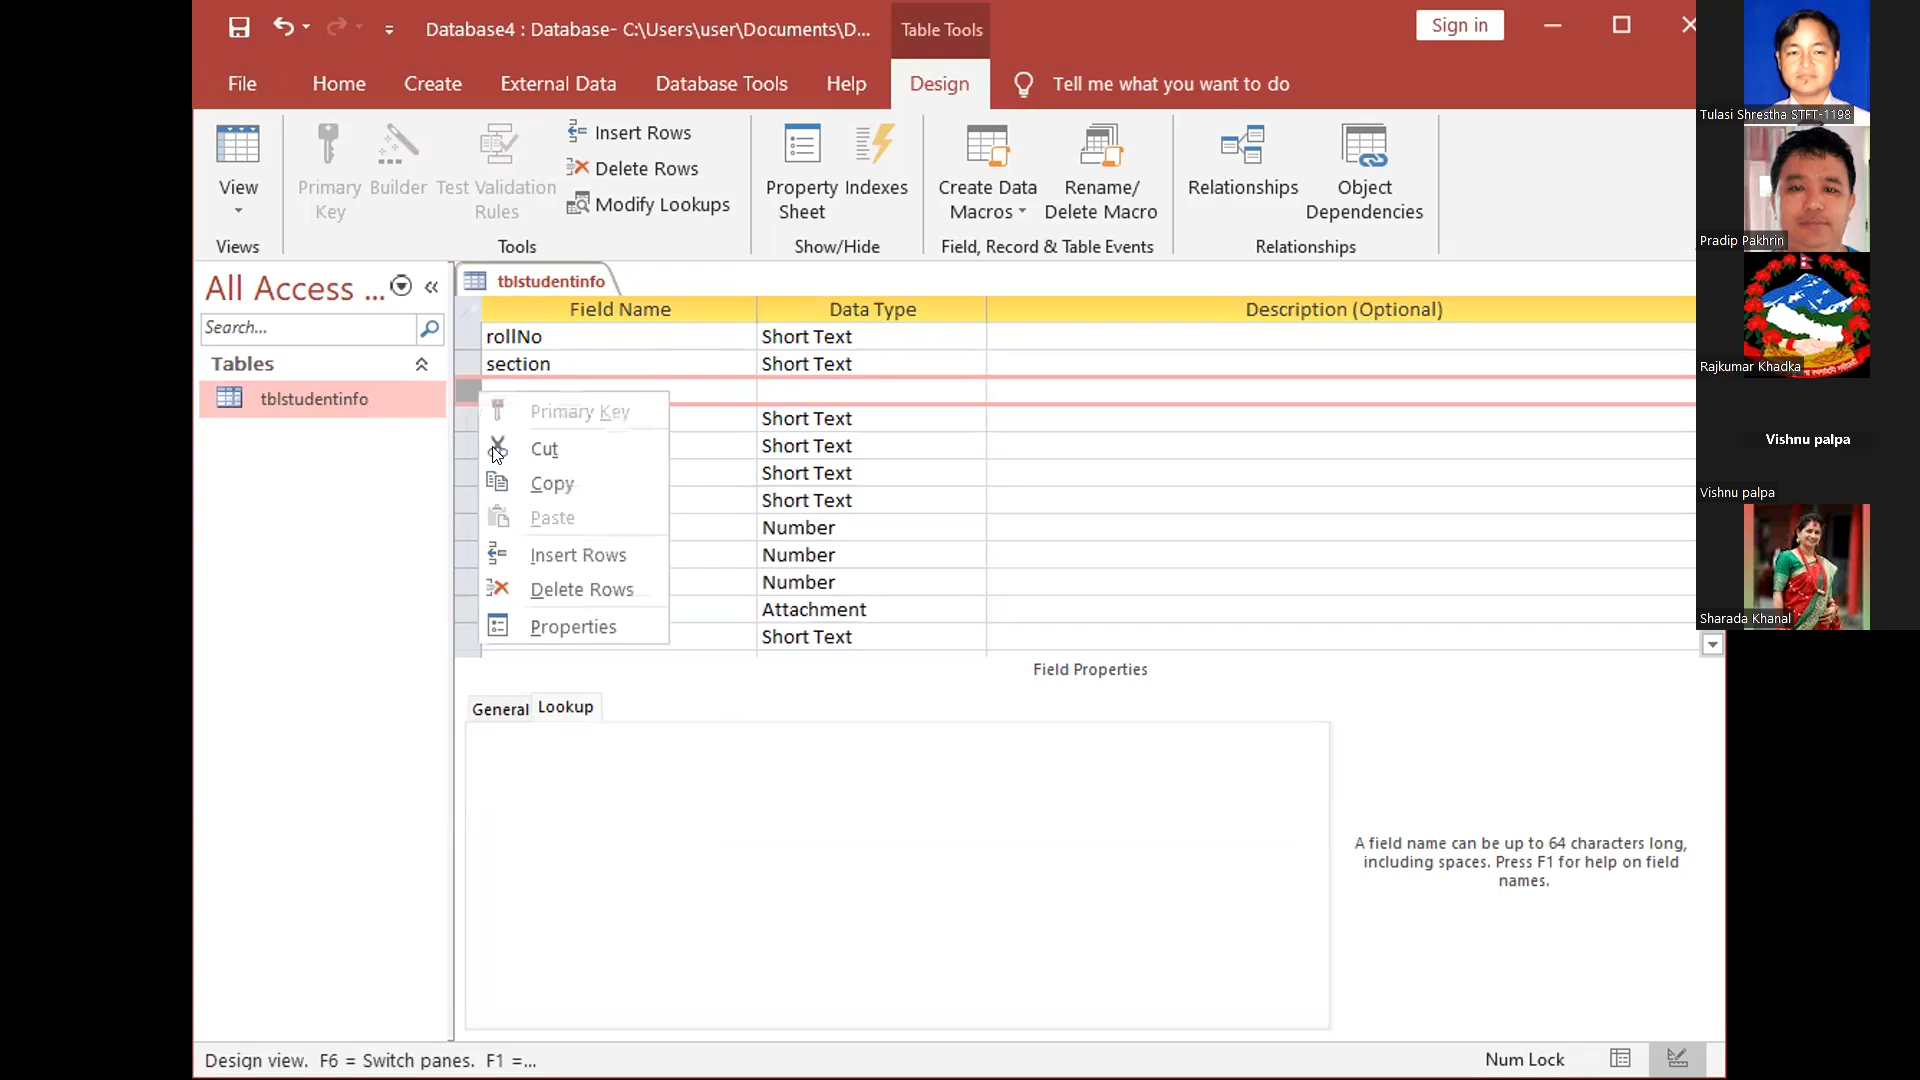 Database4 : Database- C:\Users\user\Documents\D...
Table Tools
Sign in
File
Home
Create
External Data
Database Tools
Help
Design
Tell me what you want to do
View
Primary Key
Builder
Test Validation Rules
Insert Rows
Delete Rows
Modify Lookups
Property Sheet
Indexes
Create Data Macros
Rename/ Delete Macro
Relationships
Object Dependencies
Views
Tools
Show/Hide
Field, Record & Table Events
Relationships
All Access ...
Search...
Tables
tblstudentinfo
tblstudentinfo
Field Name
Data Type
Description (Optional)
rollNo
Short Text
section
Short Text
Primary Key
Cut
Copy
Paste
Insert Rows
Delete Rows
Properties
Short Text
Short Text
Short Text
Short Text
Number
Number
Number
Attachment
Short Text
Field Properties
General
Lookup
A field name can be up to 64 characters long,
including spaces. Press F1 for help on field
names.
Design view. F6 = Switch panes. F1 =...
Num Lock
Tulasi Shrestha STFT-1198
Pradip Pakhrin
Rajkumar Khadka
Vishnu palpa
Vishnu palpa
Sharada Khanal